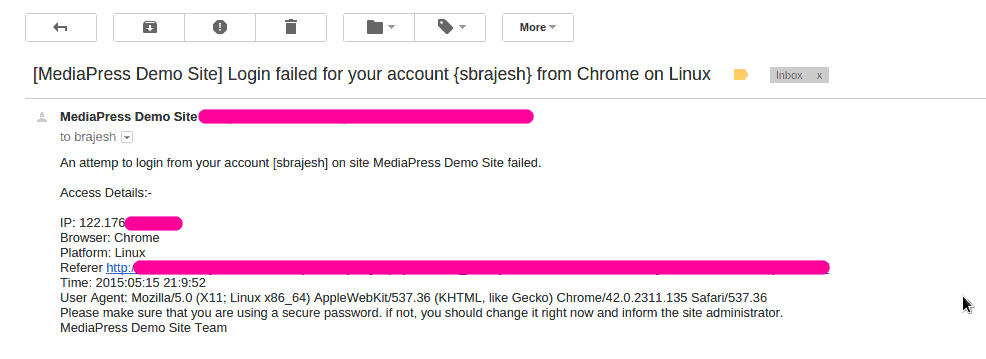 More
[MediaPress Demo Site] Login failed for your account {sbrajesh} from Chrome on Linux
Inbox x
MediaPress Demo Site
to brajesh
An attemp to login from your account [sbrajesh] on site MediaPress Demo Site failed.
Access Details:-
IP: 122.176
Browser: Chrome
Platform: Linux
Referer http:/
Time: 2015:05:15 21:9:52
User Agent: Mozilla/5.0 (X11; Linux x86_64) AppleWebKit/537.36 (KHTML, like Gecko) Chrome/42.0.2311.135 Safari/537.36
Please make sure that you are using a secure password. if not, you should change it right now and inform the site administrator.
MediaPress Demo Site Team